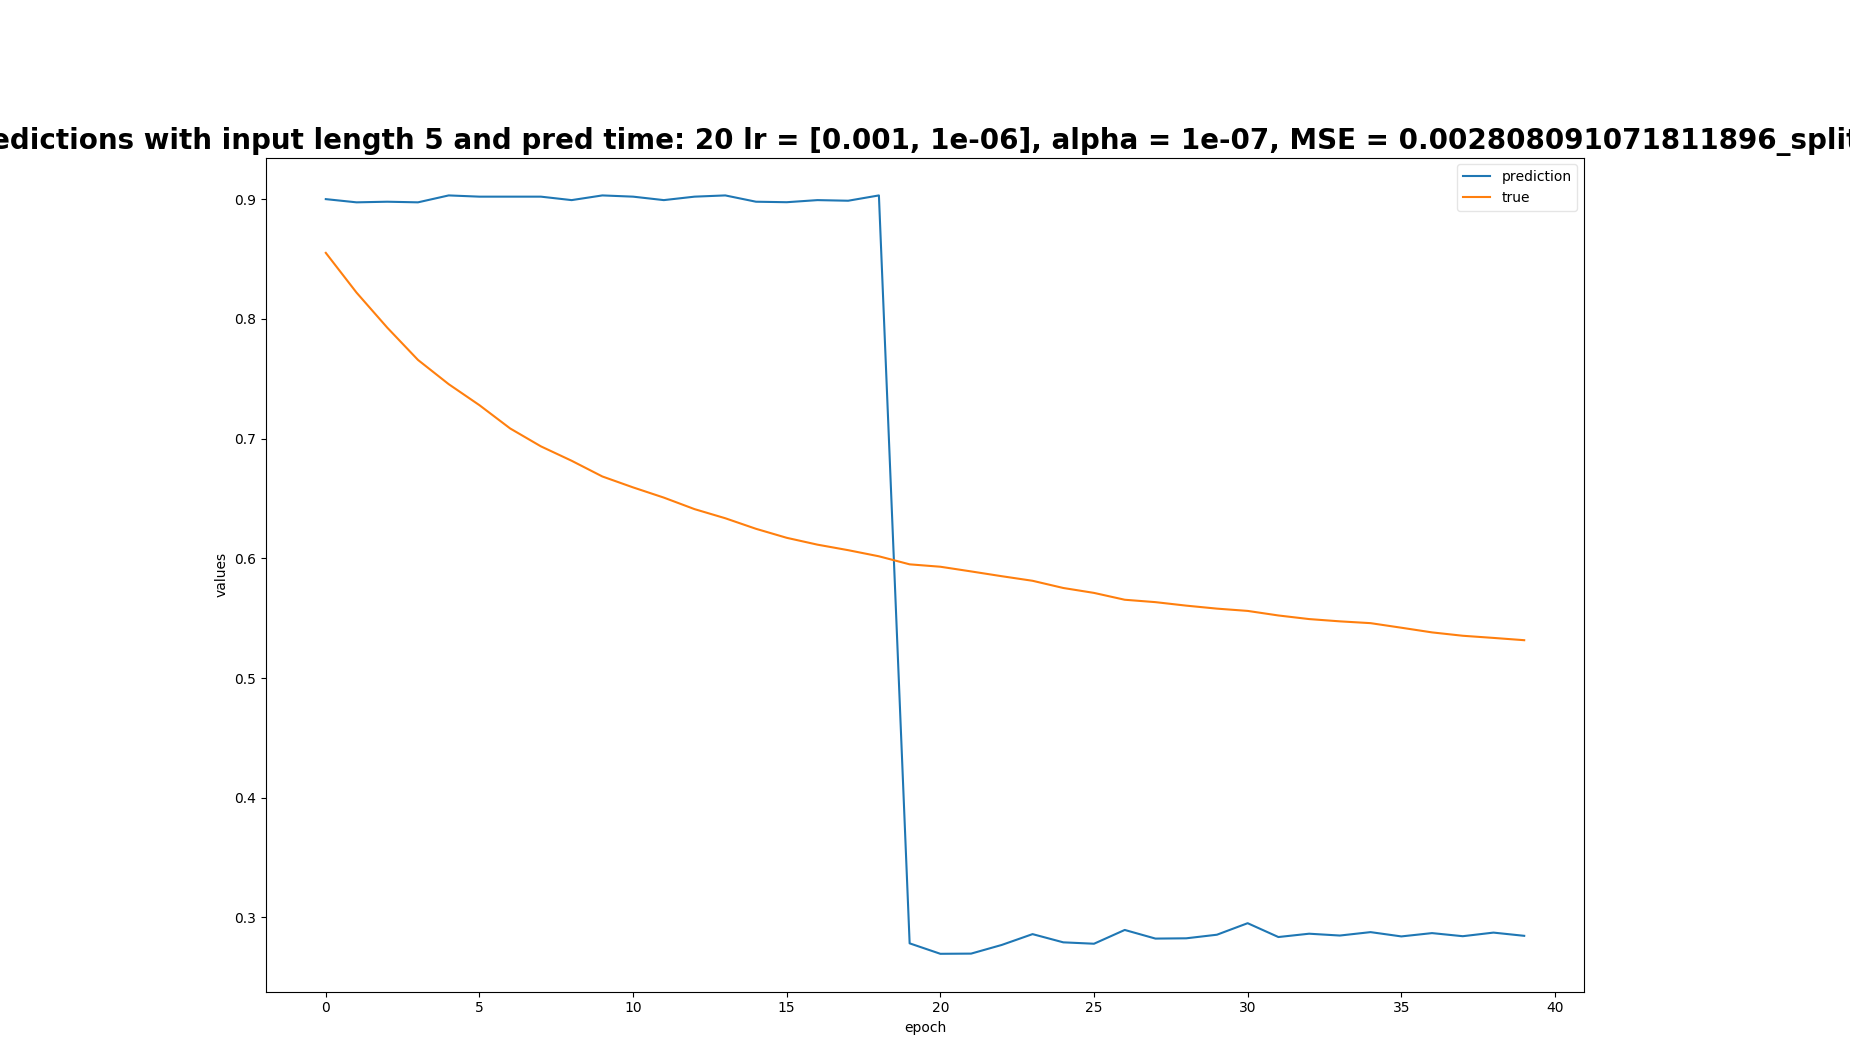 edictions with input length 5 and pred time: 20 lr = [0.001, 1e-06], alpha = 1e-07, MSE = 0.002808091071811896_split
prediction
true
0.9
0.8
0.7
0.6
0.5
0.4
0.3
values
0 5 10 15 20 25 30 35 40
epoch